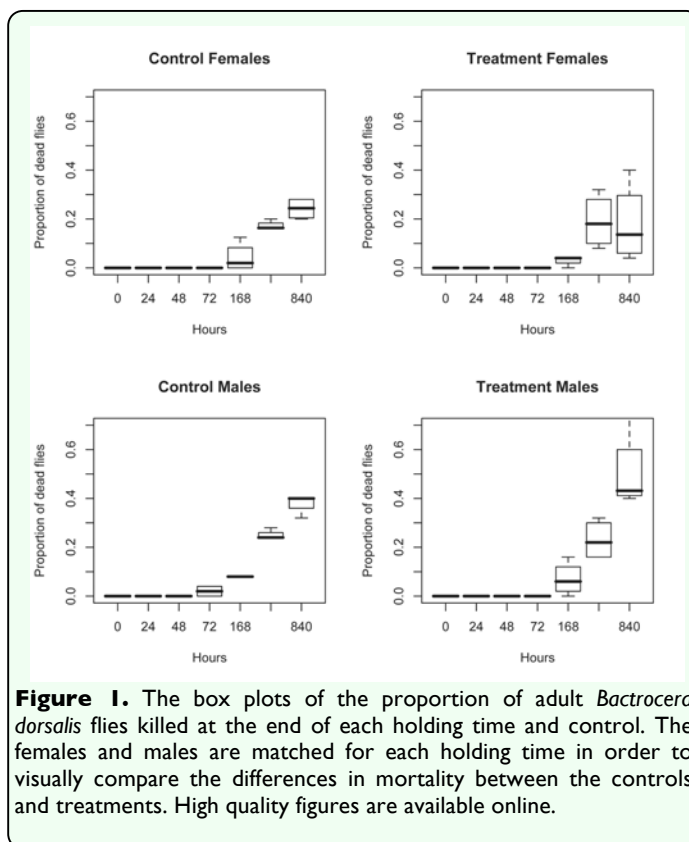 Control Females
Treatment Females
Proportion of dead flies
0.0 0.2 0.4 0.6
0 24 48 72 168 840
Hours
Proportion of dead flies
0.0 0.2 0.4 0.6
0 24 48 72 168 840
Hours
Control Males
Treatment Males
Proportion of dead flies
0.0 0.2 0.4 0.6
0 24 48 72 168 840
Hours
Proportion of dead flies
0.0 0.2 0.4 0.6
0 24 48 72 168 840
Hours
Figure 1. The box plots of the proportion of adult Bactrocera
dorsalis flies killed at the end of each holding time and control. The
females and males are matched for each holding time in order to
visually compare the differences in mortality between the controls
and treatments. High quality figures are available online.